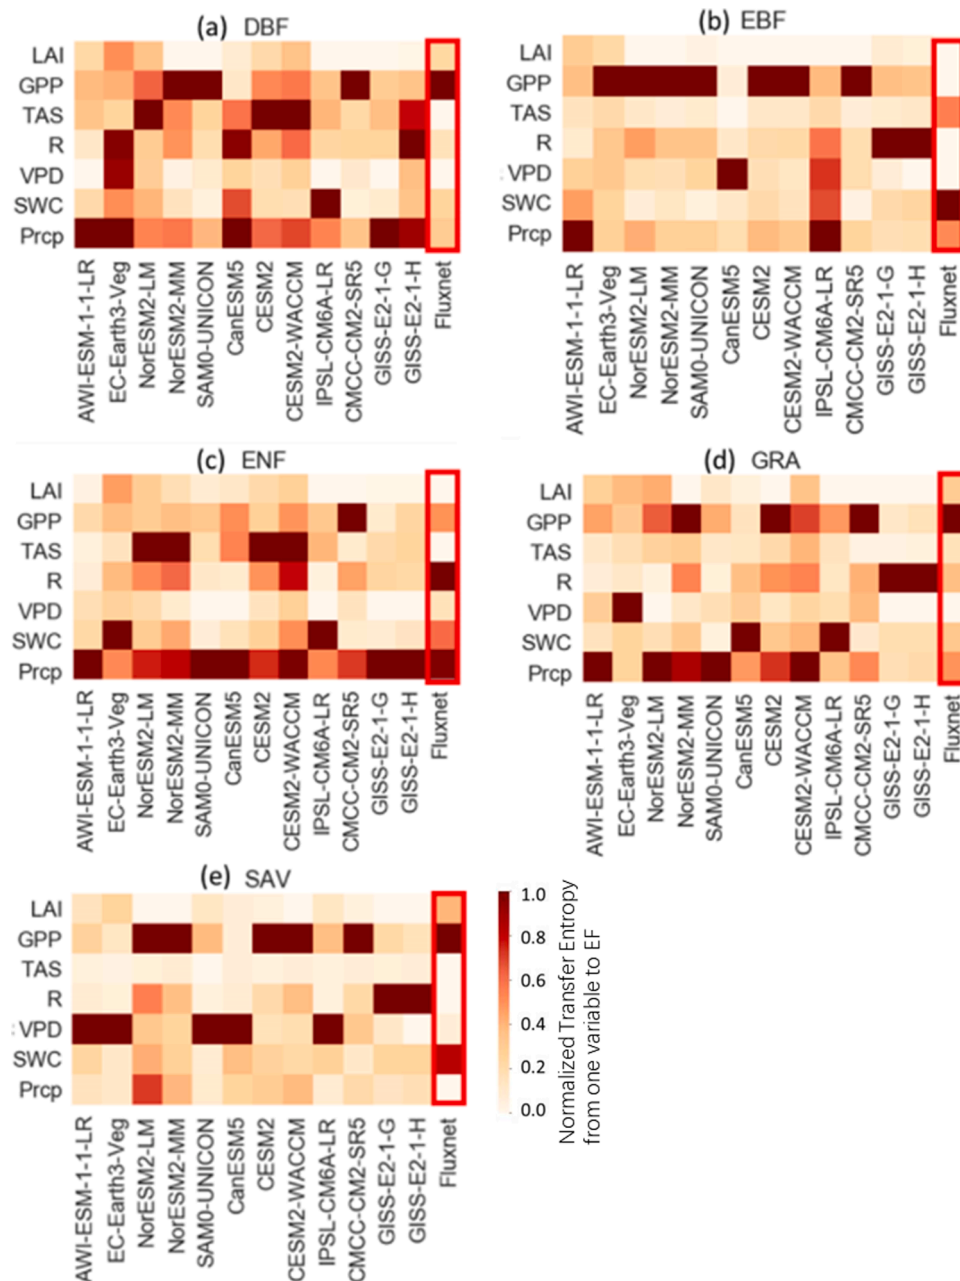 (a) DBF
LAI
GPP
TAS
R
VPD
SWC
Prcp
AWI-ESM-1-1-LR
EC-Earth3-Veg
NorESM2-LM
NorESM2-MM
SAM0-UNICON
CanESM5
CESM2
CESM2-WACCM
IPSL-CM6A-LR
CMCC-CM2-SR5
GISS-E2-1-G
GISS-E2-1-H
Fluxnet
(b) EBF
LAI
GPP
TAS
R
VPD
SWC
Prcp
AWI-ESM-1-1-LR
EC-Earth3-Veg
NorESM2-LM
NorESM2-MM
SAM0-UNICON
CanESM5
CESM2
CESM2-WACCM
IPSL-CM6A-LR
CMCC-CM2-SR5
GISS-E2-1-G
GISS-E2-1-H
Fluxnet
(c) ENF
LAI
GPP
TAS
R
VPD
SWC
Prcp
AWI-ESM-1-1-LR
EC-Earth3-Veg
NorESM2-LM
NorESM2-MM
SAM0-UNICON
CanESM5
CESM2
CESM2-WACCM
IPSL-CM6A-LR
CMCC-CM2-SR5
GISS-E2-1-G
GISS-E2-1-H
Fluxnet
(d) GRA
LAI
GPP
TAS
R
VPD
SWC
Prcp
AWI-ESM-1-1-LR
EC-Earth3-Veg
NorESM2-LM
NorESM2-MM
SAM0-UNICON
CanESM5
CESM2
CESM2-WACCM
IPSL-CM6A-LR
CMCC-CM2-SR5
GISS-E2-1-G
GISS-E2-1-H
Fluxnet
(e) SAV
LAI
GPP
TAS
R
VPD
SWC
Prcp
AWI-ESM-1-1-LR
EC-Earth3-Veg
NorESM2-LM
NorESM2-MM
SAM0-UNICON
CanESM5
CESM2
CESM2-WACCM
IPSL-CM6A-LR
CMCC-CM2-SR5
GISS-E2-1-G
GISS-E2-1-H
Fluxnet
1.0
0.8
0.6
0.4
0.2
0.0
Normalized Transfer Entropy
from one variable to EF